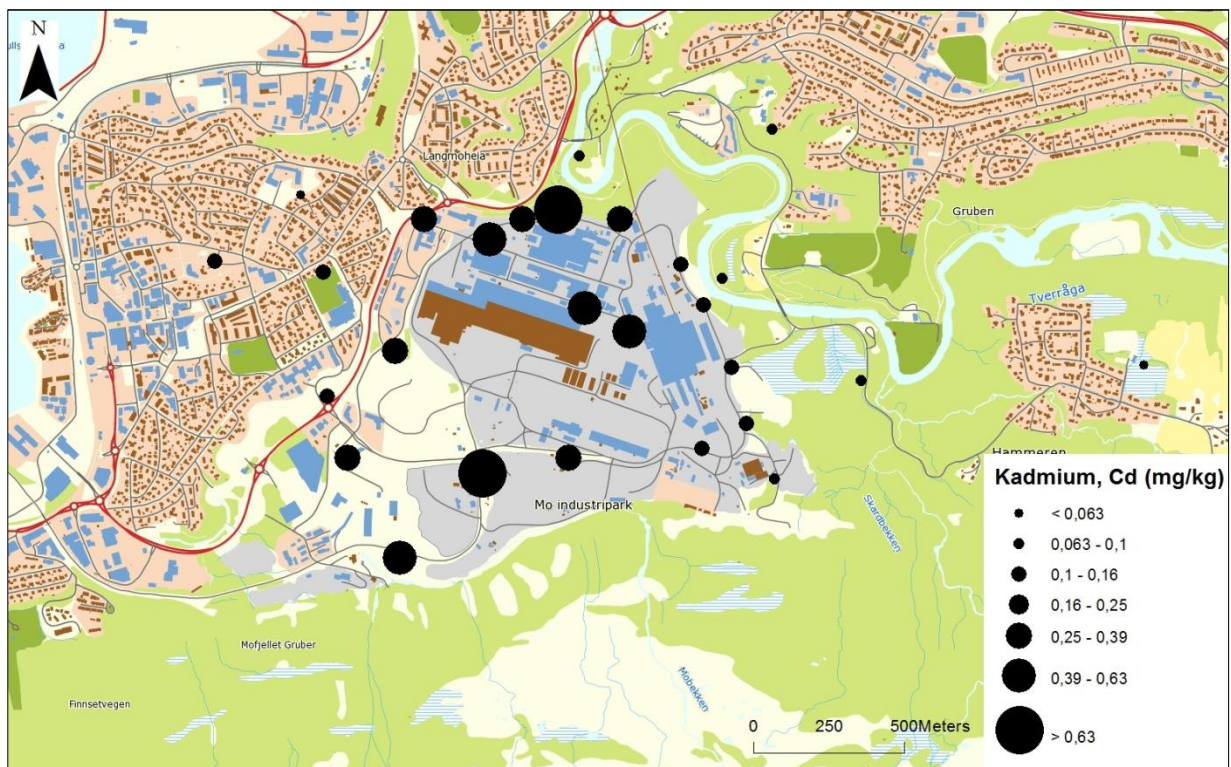 N
Langmoheia
Gruben
Tverråga
Hammeren
Mo industripark
Skardbekken
Mofjellet Gruber
Mobekken
Finnsetvegen
0 250 500Meters
Kadmium, Cd (mg/kg)
< 0,063
0,063 - 0,1
0,1 - 0,16
0,16 - 0,25
0,25 - 0,39
0,39 - 0,63
> 0,63